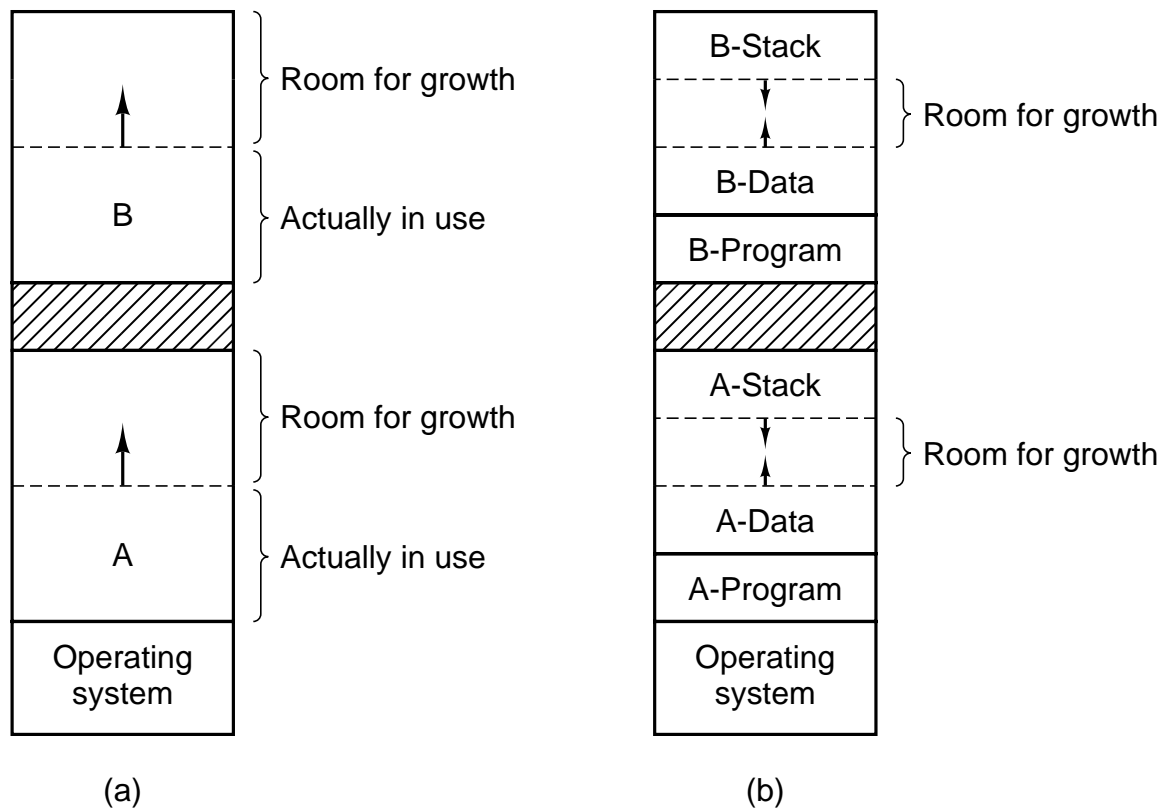 Room for growth
B
Actually in use
Room for growth
A
Actually in use
Operating
system
(a)
B-Stack
Room for growth
B-Data
B-Program
A-Stack
Room for growth
A-Data
A-Program
Operating
system
(b)